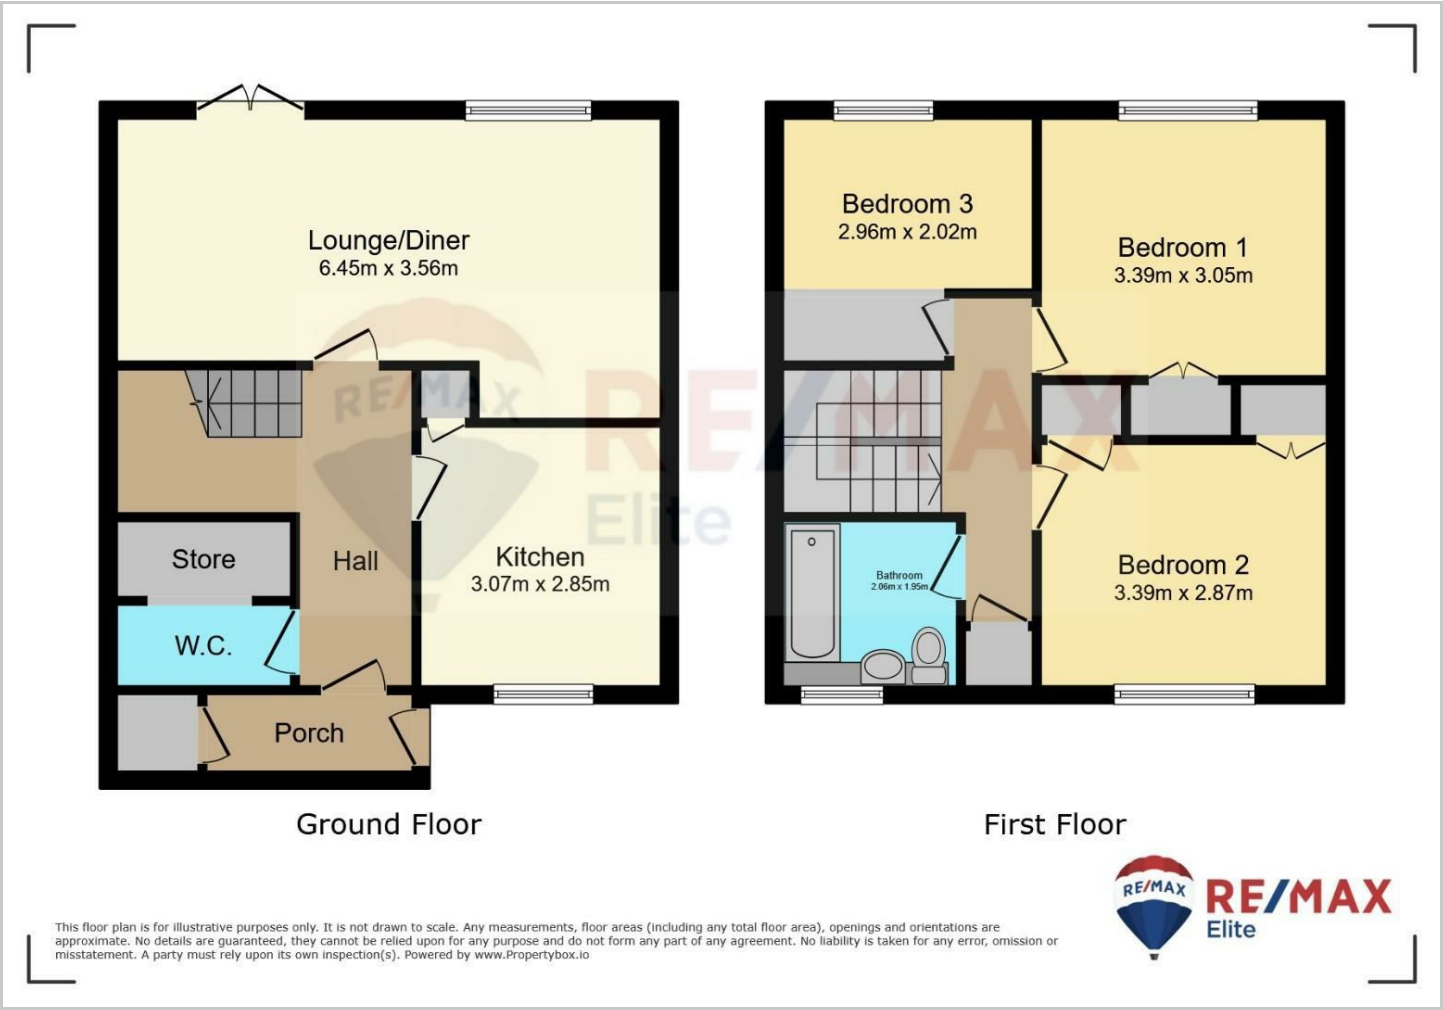 Lounge/Diner
6.45m x 3.56m
Store
Hall
Kitchen
3.07m x 2.85m
W.C.
Porch
Ground Floor
Bedroom 3
2.96m x 2.02m
Bedroom 1
3.39m x 3.05m
Bathroom
2.06m x 1.95m
Bedroom 2
3.39m x 2.87m
First Floor
RE/MAX
RE/MAX
Elite
This floor plan is for illustrative purposes only. It is not drawn to scale. Any measurements, floor areas (including any total floor area), openings and orientations are
approximate. No details are guaranteed, they cannot be relied upon for any purpose and do not form any part of any agreement. No liability is taken for any error, omission or
misstatement. A party must rely upon its own inspection(s). Powered by www.Propertybox.io
RE/MAX
RE/MAX
Elite